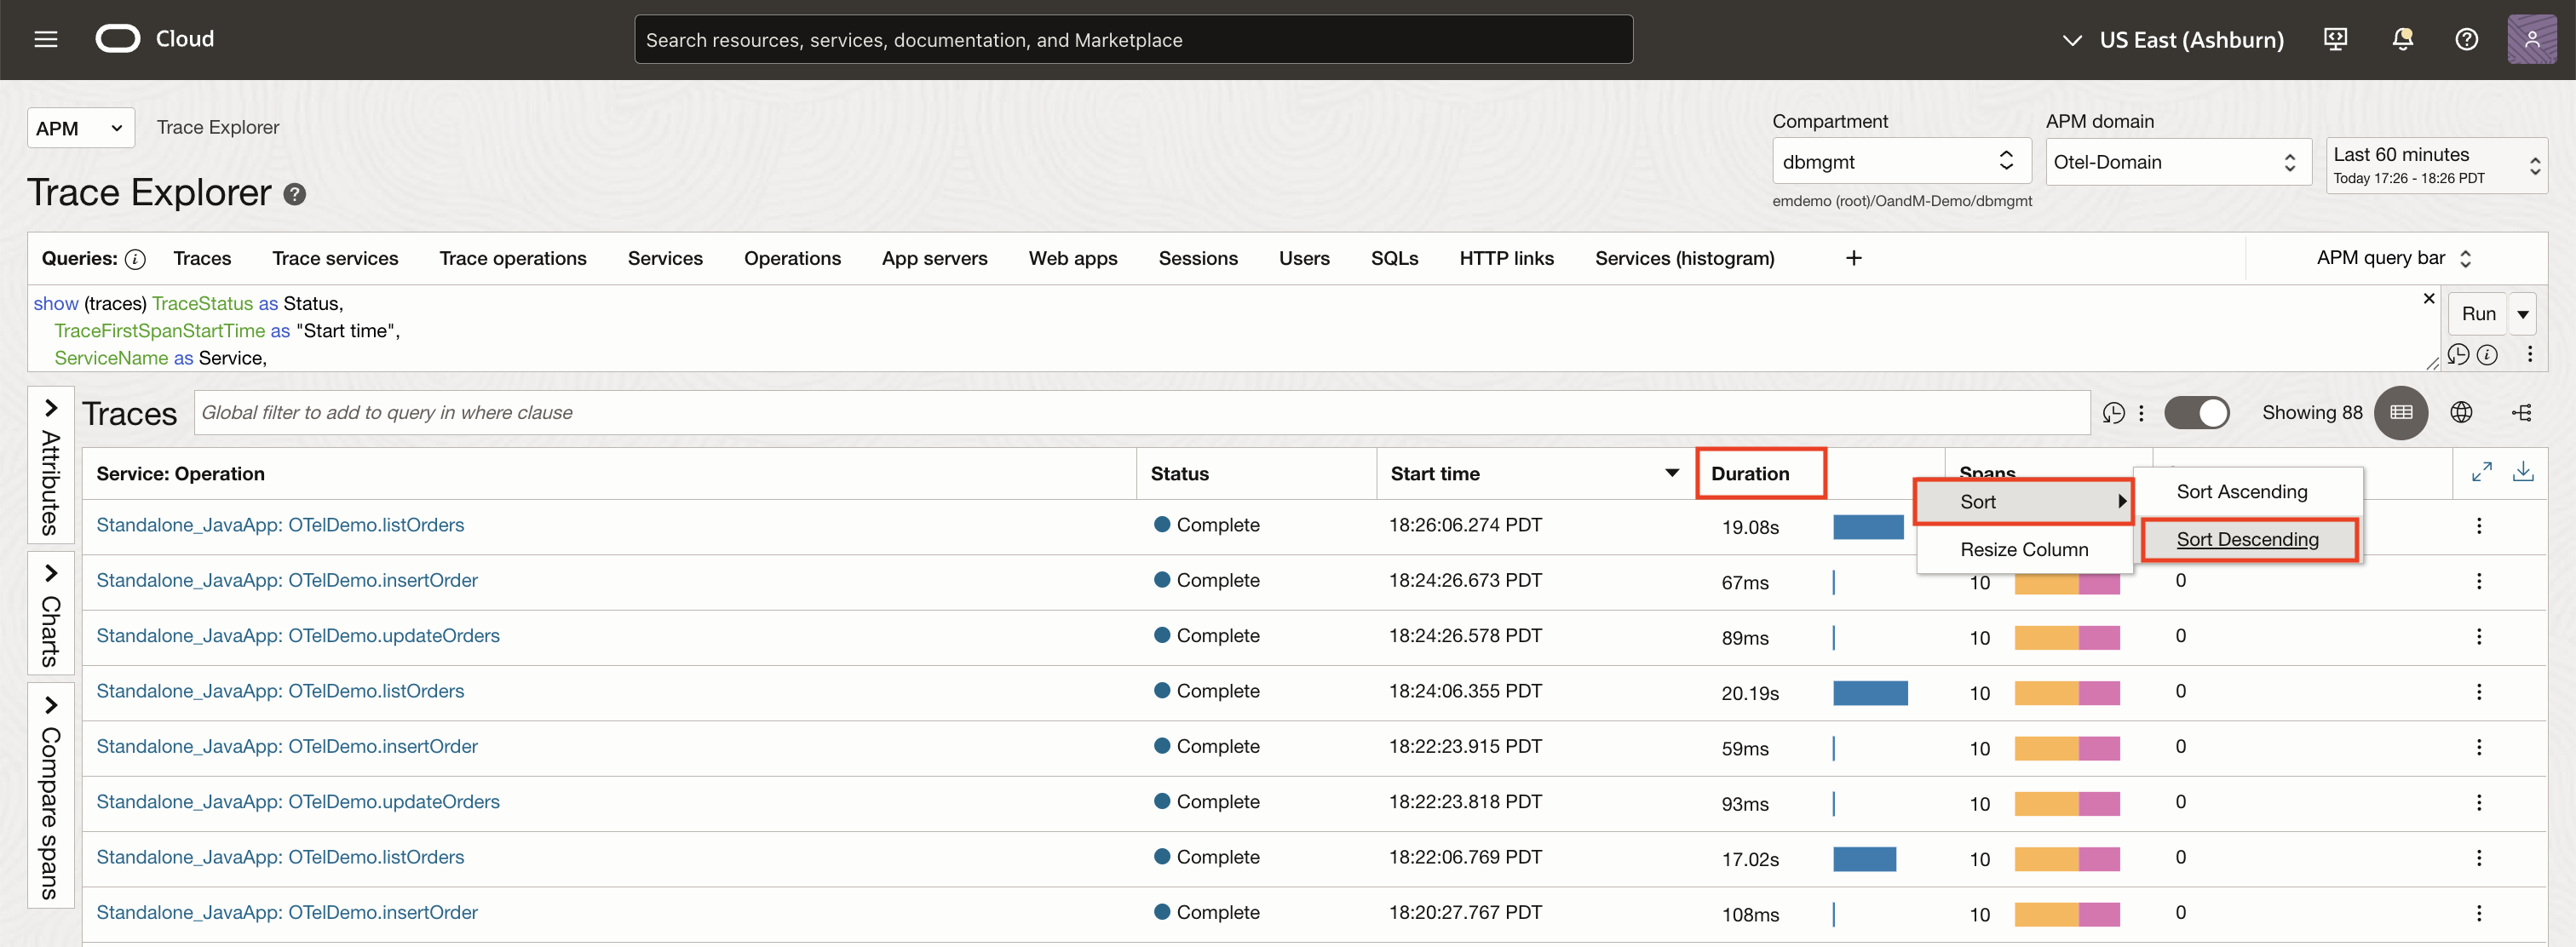 Cloud
Search resources, services, documentation, and Marketplace
US East (Ashburn)
APM
Trace Explorer
Compartment
APM domain
dbmgmt
Otel-Domain
Last 60 minutes
Today 17:26 - 18:26 PDT
emdemo (root)/OandM-Demo/dbmgmt
Trace Explorer
Queries: Traces Trace services Trace operations Services Operations App servers Web apps Sessions Users SQLs HTTP links Services (histogram) + APM query bar
show (traces) TraceStatus as Status,
TraceFirstSpanStartTime as "Start time",
ServiceName as Service,
Run
Attributes
Charts
Compare spans
Traces Global filter to add to query in where clause Showing 88
Service: Operation Status Start time Duration Spans
Sort
Resize Column
Sort Ascending
Sort Descending
Standalone_JavaApp: OTelDemo.listOrders Complete 18:26:06.274 PDT 19.08s
Standalone_JavaApp: OTelDemo.insertOrder Complete 18:24:26.673 PDT 67ms 10 0
Standalone_JavaApp: OTelDemo.updateOrders Complete 18:24:26.578 PDT 89ms 10 0
Standalone_JavaApp: OTelDemo.listOrders Complete 18:24:06.355 PDT 20.19s 10 0
Standalone_JavaApp: OTelDemo.insertOrder Complete 18:22:23.915 PDT 59ms 10 0
Standalone_JavaApp: OTelDemo.updateOrders Complete 18:22:23.818 PDT 93ms 10 0
Standalone_JavaApp: OTelDemo.listOrders Complete 18:22:06.769 PDT 17.02s 10 0
Standalone_JavaApp: OTelDemo.insertOrder Complete 18:20:27.767 PDT 108ms 10 0